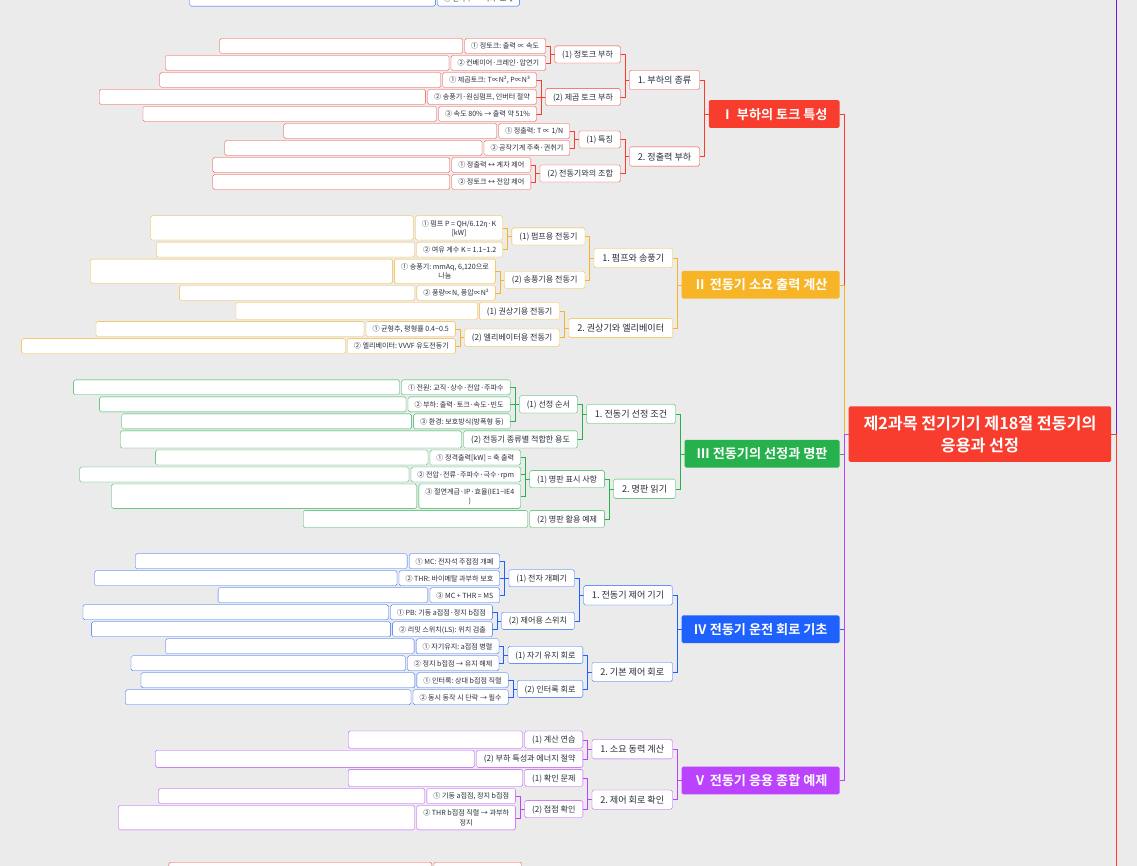 제2과목 전기기기 제18절 전동기의
응용과 선정
Ⅰ 부하의 토크 특성
1. 부하의 종류
(1) 정토크 부하
① 정토크: 출력 ∝ 속도
② 컨베이어·크레인·압연기
(2) 제곱 토크 부하
① 제곱토크: T∝N², P∝N³
② 송풍기·원심펌프, 인버터 절약
③ 속도 80% → 출력 약 51%
2. 정출력 부하
(1) 특징
① 정출력: T ∝ 1/N
② 공작기계 주축·권취기
(2) 전동기와의 조합
① 정출력 ↔ 계자 제어
② 정토크 ↔ 전압 제어
Ⅱ 전동기 소요 출력 계산
1. 펌프와 송풍기
(1) 펌프용 전동기
① 펌프 P = QH/6.12η · K
[kW]
② 여유 계수 K = 1.1~1.2
(2) 송풍기용 전동기
① 송풍기: mmAq, 6,120으로
나눔
② 풍량∝N, 풍압∝N²
2. 권상기와 엘리베이터
(1) 권상기용 전동기
(2) 엘리베이터용 전동기
① 균형추, 평형률 0.4~0.5
② 엘리베이터: VVVF 유도전동기
III 전동기의 선정과 명판
1. 전동기 선정 조건
(1) 선정 순서
① 전원: 교직·상수·전압·주파수
② 부하: 출력·토크·속도·빈도
③ 환경: 보호방식(방폭형 등)
(2) 전동기 종류별 적합한 용도
2. 명판 읽기
(1) 명판 표시 사항
① 정격출력[kW] = 축 출력
② 전압·전류·주파수·극수·rpm
③ 절연계급·IP·효율(IE1~IE4
)
(2) 명판 활용 예제
IV 전동기 운전 회로 기초
1. 전동기 제어 기기
(1) 전자 개폐기
① MC: 전자석 주접점 개폐
② THR: 바이메탈 과부하 보호
③ MC + THR = MS
(2) 제어용 스위치
① PB: 기동 a접점·정지 b접점
② 리밋 스위치(LS): 위치 검출
2. 기본 제어 회로
(1) 자기 유지 회로
① 자기유지: a접점 병렬
② 정지 b접점 → 유지 해제
(2) 인터록 회로
① 인터록: 상대 b접점 직렬
② 동시 동작 시 단락 → 필수
Ⅴ 전동기 응용 종합 예제
1. 소요 동력 계산
(1) 계산 연습
(2) 부하 특성과 에너지 절약
2. 제어 회로 확인
(1) 확인 문제
(2) 접점 확인
① 기동 a접점, 정지 b접점
② THR b접점 직렬 → 과부하
정지